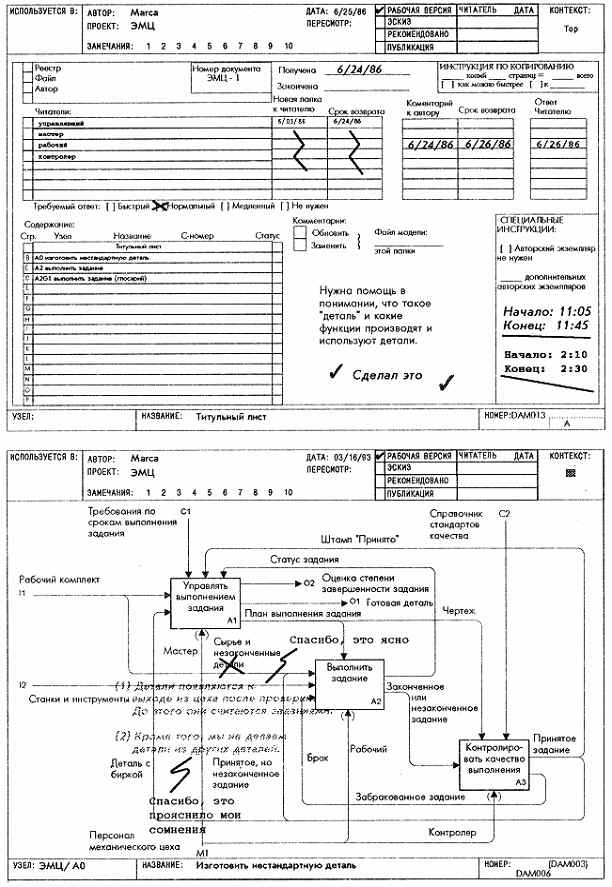 ИСПОЛЬЗУЕТСЯ В:
АВТОР: Marca
ПРОЕКТ: ЭМЦ
ЗАМЕЧАНИЯ: 1 2 3 4 5 6 7 8 9 10
ДАТА: 6/25/86
ПЕРЕСМОТР:
РАБОЧАЯ ВЕРСИЯ
ЭСКИЗ
РЕКОМЕНДОВАНО
ПУБЛИКАЦИЯ
ЧИТАТЕЛЬ ДАТА
КОНТЕКСТ:
Top
Реестр
Файл
Автор
Номер документа
ЭМЦ - 1
Получена 6/24/86
Закончена
ИНСТРУКЦИЯ ПО КОПИРОВАНИЮ
копий страниц = всего
[ ] как можно быстрее [ ] к
Читатели:
Новая папка
к читателю
Срок возврата
Комментарий
к автору
Срок возврата
Ответ
Читателю
управляющий 6/23/86 6/24/86
мастер
рабочий 6/24/86 6/26/86 6/26/86
контролер
Требуемый ответ: [ ] Быстрый Нормальный [ ] Медленный [ ] Не нужен
Содержание:
Стр. Узел Название C-номер Статус
Титульный лист
B A0 изготовить нестандартную деталь
C A2 выполнить задание
D A2G1 выполнить задание (глосарий)
Комментарии:
Обновить
Заменить
Файл модели:
этой папки
Нужна помощь в
понимании, что такое
"деталь" и какие
функции производят и
используют детали.
Сделал это
СПЕЦИАЛЬНЫЕ
ИНСТРУКЦИИ:
[ ] Авторский экземпляр
не нужен
дополнительных
авторских экземпляров
Начало: 11:05
Конец: 11:45
Начало: 2:10
Конец: 2:30
УЗЕЛ:
НАЗВАНИЕ: Титульный лист
НОМЕР:DAM013
A
ИСПОЛЬЗУЕТСЯ В:
АВТОР: Marca
ПРОЕКТ: ЭМЦ
ЗАМЕЧАНИЯ: 1 2 3 4 5 6 7 8 9 10
ДАТА: 03/16/93
ПЕРЕСМОТР:
РАБОЧАЯ ВЕРСИЯ
ЭСКИЗ
РЕКОМЕНДОВАНО
ПУБЛИКАЦИЯ
ЧИТАТЕЛЬ ДАТА
КОНТЕКСТ:
Требования по
срокам выполнения
задания
C1
Справочник
стандартов
качества
C2
Штамп "Принято"
Статус задания
Рабочий комплект
I1
Управлять
выполнением
задания
A1
O2 Оценка степени
завершенности задания
O1 Готовая деталь
План выполнения задания
Чертеж
Мастер
Сырье и
незаконченные
детали
Спасибо, это ясно
Выполнить
задание
A2
I2
Станки и инструменты
(1) Детали появляются к
выходе из цеха после проверки
До этого они считаются заданиями.
Законченное
или
незаконченное
задание
(2) Кроме того, мы не делаем
детали из других деталей.
Деталь с
биркой
Принятое, но
незаконченное
задание
Брак
Рабочий
Контролиро-
вать качество
выполнения
A3
Принятое
задание
Спасибо, это
прояснило мои
сомнения
Забракованное задание
Персонал
механического цеха
M1
Контролер
УЗЕЛ: ЭМЦ/A0
НАЗВАНИЕ: Изготовить нестандартную деталь
НОМЕР: (DAM003)
DAM006